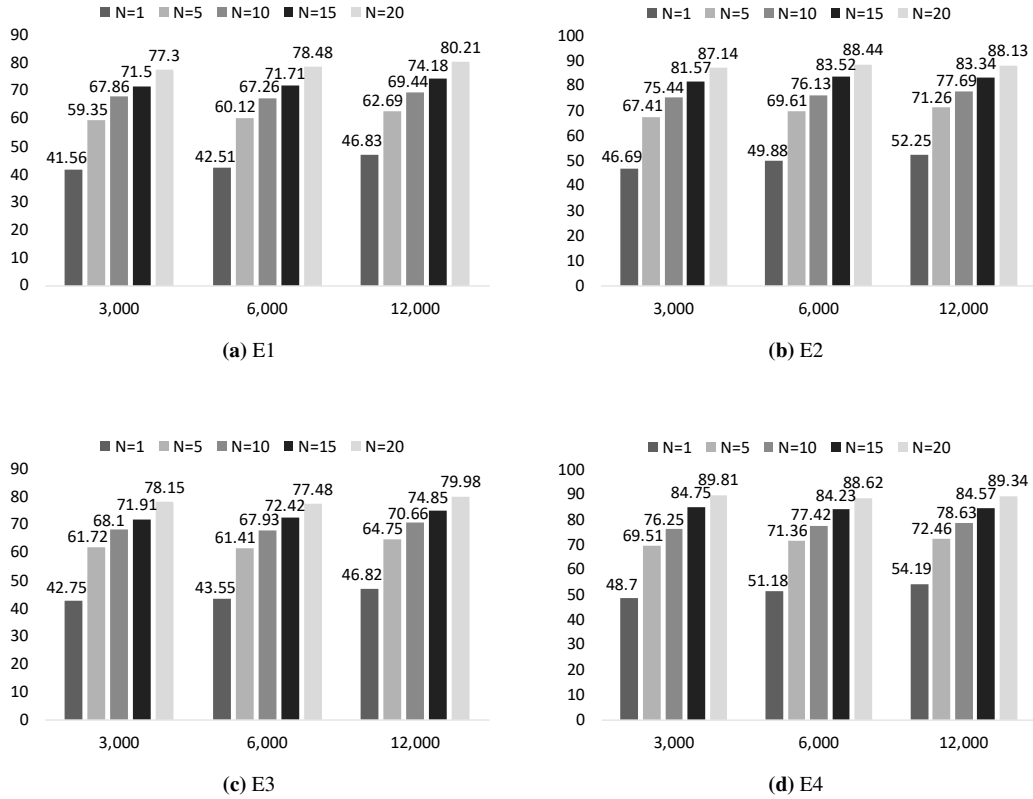 N=1 N=5 N=10 N=15 N=20
90
80
70
60
50
40
30
20
10
0
41.56 59.35 67.86 71.5 77.3
42.51 60.12 67.26 71.71 78.48
46.83 62.69 69.44 74.18 80.21
3,000 6,000 12,000
(a) E1
N=1 N=5 N=10 N=15 N=20
100
90
80
70
60
50
40
30
20
10
0
46.69 67.41 75.44 81.57 87.14
49.88 69.61 76.13 83.52 88.44
52.25 71.26 77.69 83.34 88.13
3,000 6,000 12,000
(b) E2
N=1 N=5 N=10 N=15 N=20
90
80
70
60
50
40
30
20
10
0
42.75 61.72 68.1 71.91 78.15
43.55 61.41 67.93 72.42 77.48
46.82 64.75 70.66 74.85 79.98
3,000 6,000 12,000
(c) E3
N=1 N=5 N=10 N=15 N=20
100
90
80
70
60
50
40
30
20
10
0
48.7 69.51 76.25 84.75 89.81
51.18 71.36 77.42 84.23 88.62
54.19 72.46 78.63 84.57 89.34
3,000 6,000 12,000
(d) E4